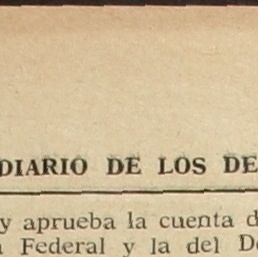 DIARIO DE LOS DE
y aprueba la cuenta d
a Federal y la del De